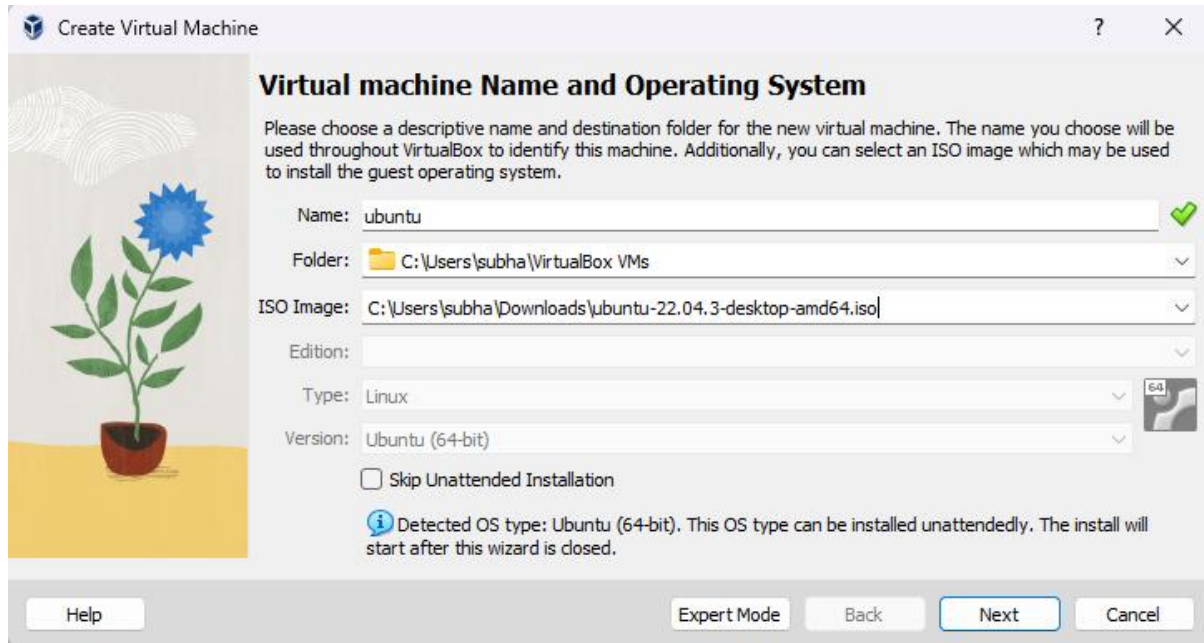 Create Virtual Machine
?
Virtual machine Name and Operating System
Please choose a descriptive name and destination folder for the new virtual machine. The name you choose will be
used throughout VirtualBox to identify this machine. Additionally, you can select an ISO image which may be used
to install the guest operating system.
Name: ubuntu
Folder: C:\Users\subha\VirtualBox VMs
ISO Image: C:\Users\subha\Downloads\ubuntu-22.04.3-desktop-amd64.iso
Edition:
Type: Linux
64
Version: Ubuntu (64-bit)
Skip Unattended Installation
Detected OS type: Ubuntu (64-bit). This OS type can be installed unattendedly. The install will
start after this wizard is closed.
Help Expert Mode Back Next Cancel